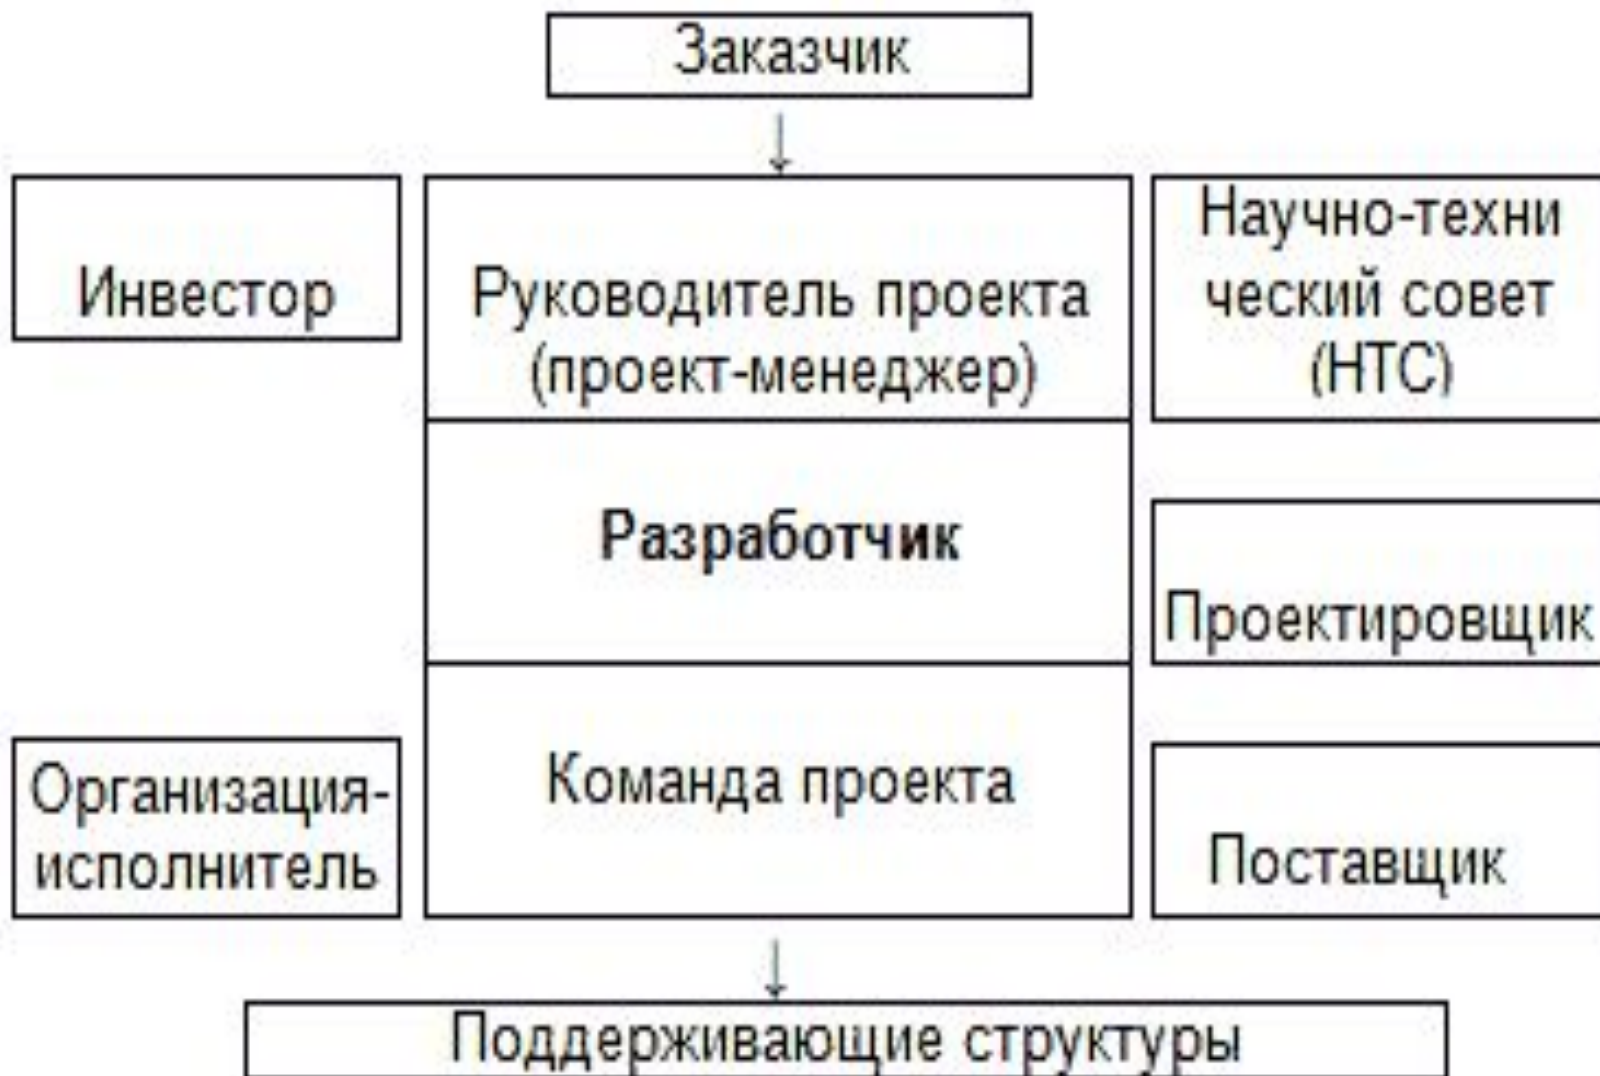 Заказчик
Инвестор
Руководитель проекта
(проект-менеджер)
Научно-техни
ческий совет
(НТС)
Разработчик
Проектировщик
Организация-
исполнитель
Команда проекта
Поставщик
Поддерживающие структуры